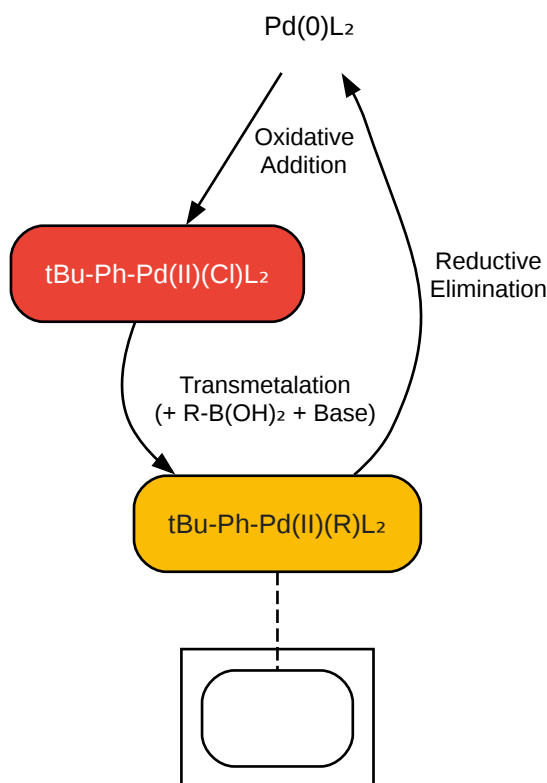 Pd(0)L₂
Oxidative
Addition
tBu-Ph-Pd(II)(Cl)L₂
Reductive
Elimination
Transmetalation
(+ R-B(OH)₂ + Base)
tBu-Ph-Pd(II)(R)L₂